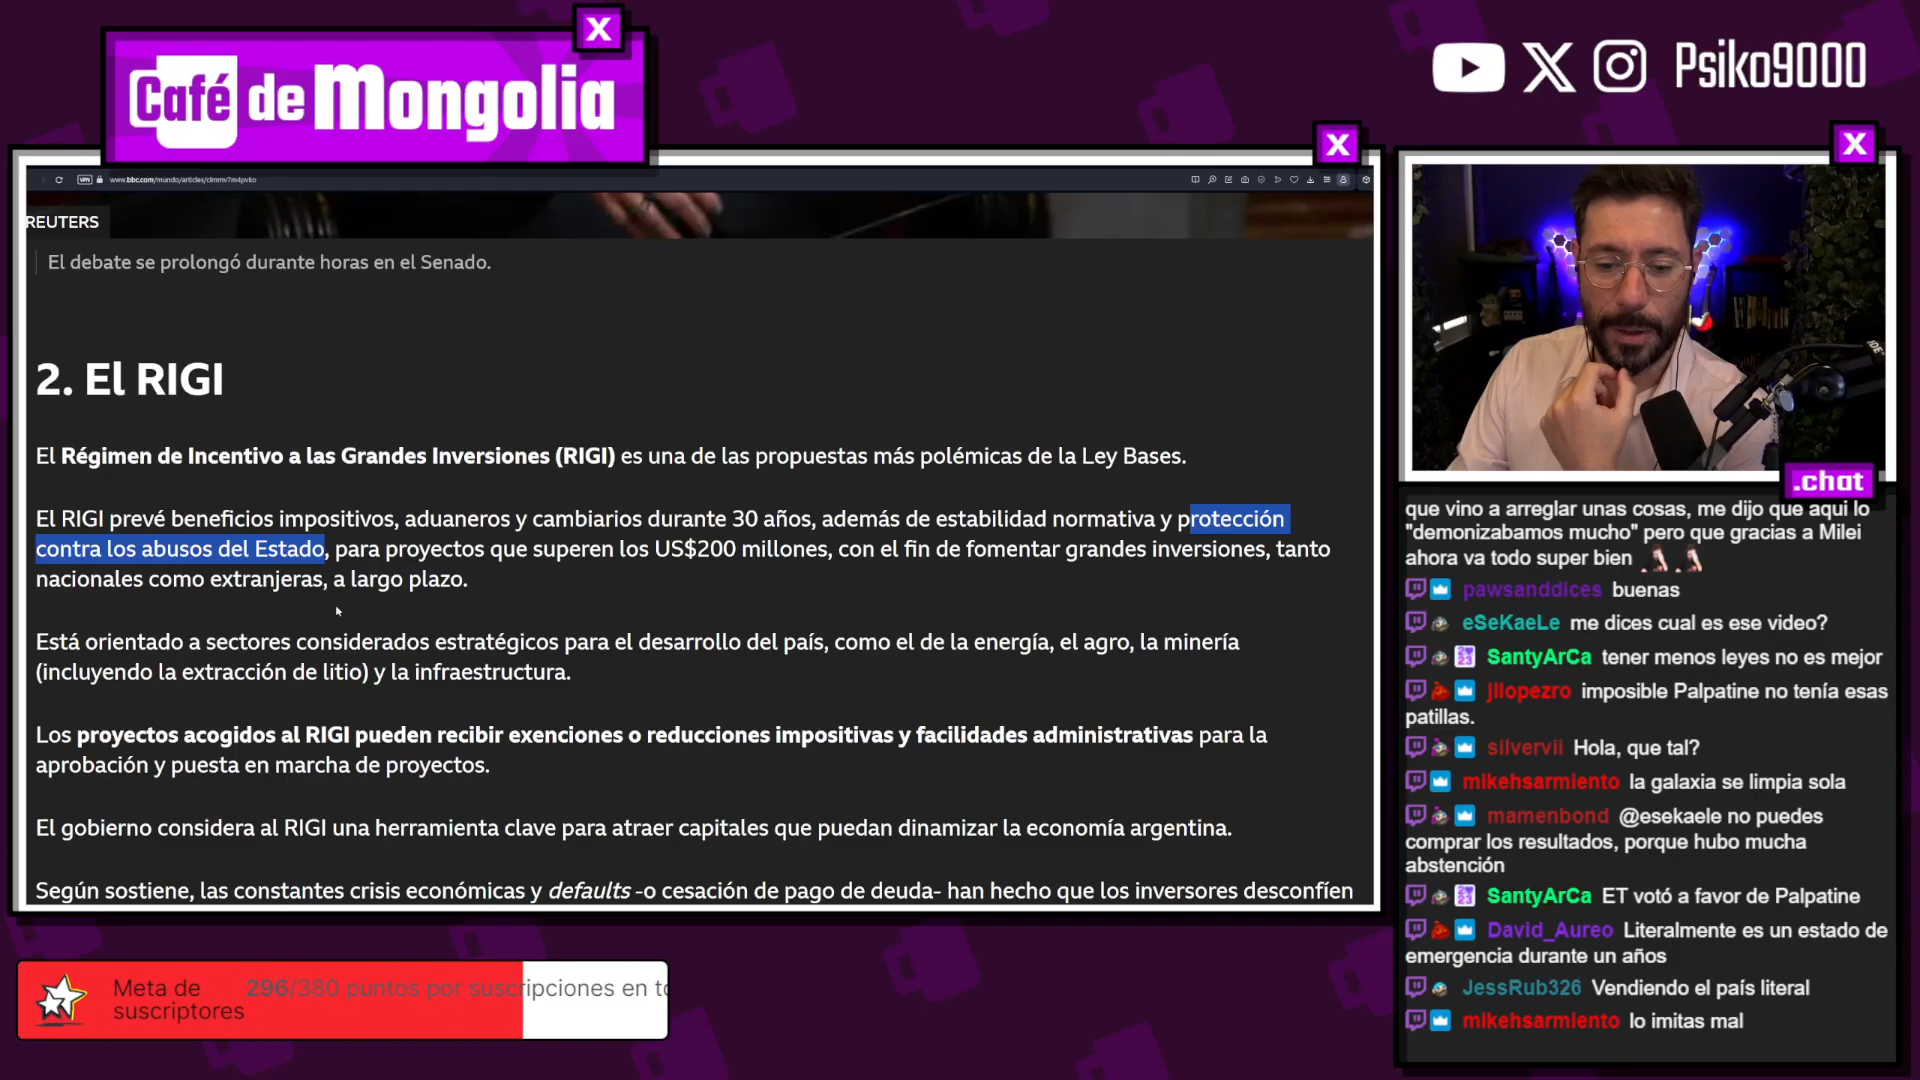 Café de Mongolia
X
X
X
Psiko9000
www.bbc.com/mundo/articles/clmmv7m4pvko
VPN
REUTERS
El debate se prolongó durante horas en el Senado.
2. El RIGI
El Régimen de Incentivo a las Grandes Inversiones (RIGI) es una de las propuestas más polémicas de la Ley Bases.
El RIGI prevé beneficios impositivos, aduaneros y cambiarios durante 30 años, además de estabilidad normativa y protección
contra los abusos del Estado, para proyectos que superen los US$200 millones, con el fin de fomentar grandes inversiones, tanto
nacionales como extranjeras, a largo plazo.
Está orientado a sectores considerados estratégicos para el desarrollo del país, como el de la energía, el agro, la minería
(incluyendo la extracción de litio) y la infraestructura.
Los proyectos acogidos al RIGI pueden recibir exenciones o reducciones impositivas y facilidades administrativas para la
aprobación y puesta en marcha de proyectos.
El gobierno considera al RIGI una herramienta clave para atraer capitales que puedan dinamizar la economía argentina.
Según sostiene, las constantes crisis económicas y defaults -o cesación de pago de deuda- han hecho que los inversores desconfíen
Meta de
suscriptores
296/380 puntos por suscripciones en to
.chat
que vino a arreglar unas cosas, me dijo que aqui lo
"demonizabamos mucho" pero que gracias a Milei
ahora va todo super bien
pawsanddices buenas
eSeKaeLe me dices cual es ese video?
SantyArCa tener menos leyes no es mejor
jllopezro imposible Palpatine no tenía esas
patillas.
silvervii Hola, que tal?
mikehsarmiento la galaxia se limpia sola
mamenbond @esekaele no puedes
comprar los resultados, porque hubo mucha
abstención
SantyArCa ET votó a favor de Palpatine
David_Aureo Literalmente es un estado de
emergencia durante un años
JessRub326 Vendiendo el país literal
mikehsarmiento lo imitas mal